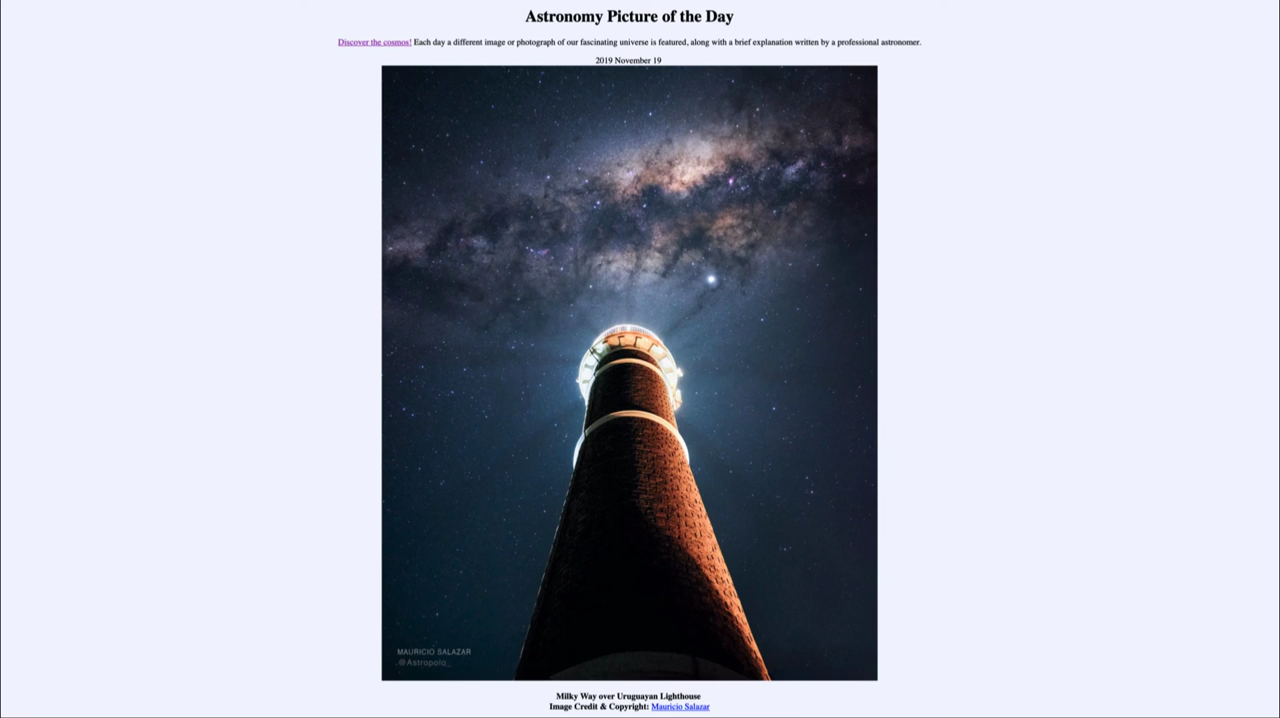 Astronomy Picture of the Day
Discover the cosmos! Each day a different image or photograph of our fascinating universe is featured, along with a brief explanation written by a professional astronomer.
2019 November 19
MAURICIO SALAZAR
@Astropolo_
Milky Way over Uruguayan Lighthouse
Image Credit & Copyright: Mauricio Salazar